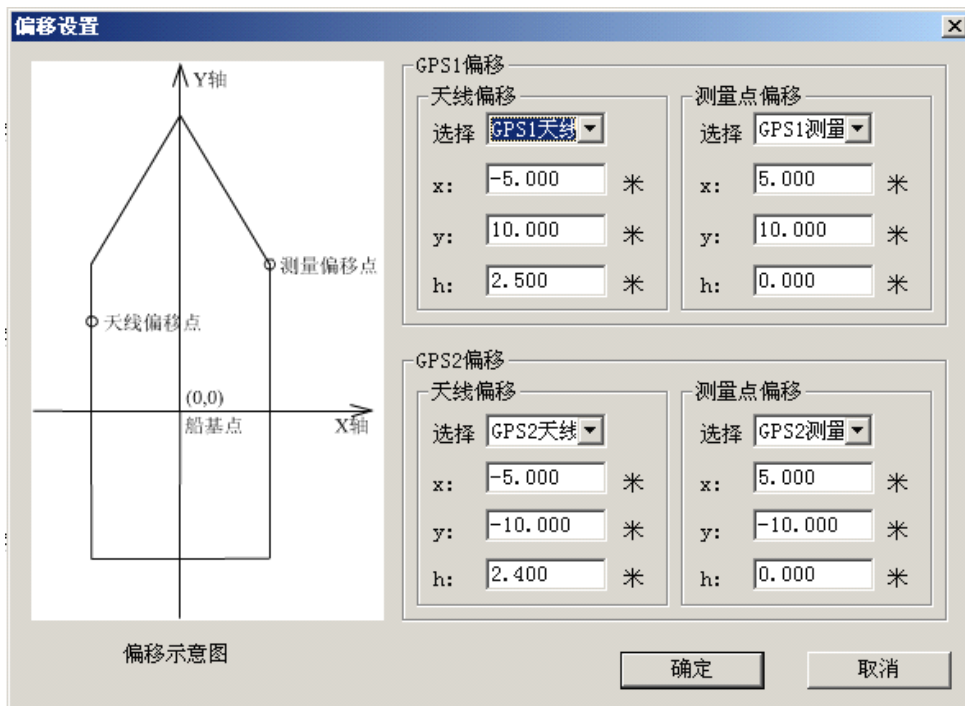 偏移设置
Y轴
测量偏移点
天线偏移点
(0,0)
船基点
X轴
偏移示意图
GPS1偏移
天线偏移
选择 GPS1天线
x: -5.000 米
y: 10.000 米
h: 2.500 米
测量点偏移
选择 GPS1测量
x: 5.000 米
y: 10.000 米
h: 0.000 米
GPS2偏移
天线偏移
选择 GPS2天线
x: -5.000 米
y: -10.000 米
h: 2.400 米
测量点偏移
选择 GPS2测量
x: 5.000 米
y: -10.000 米
h: 0.000 米
确定
取消